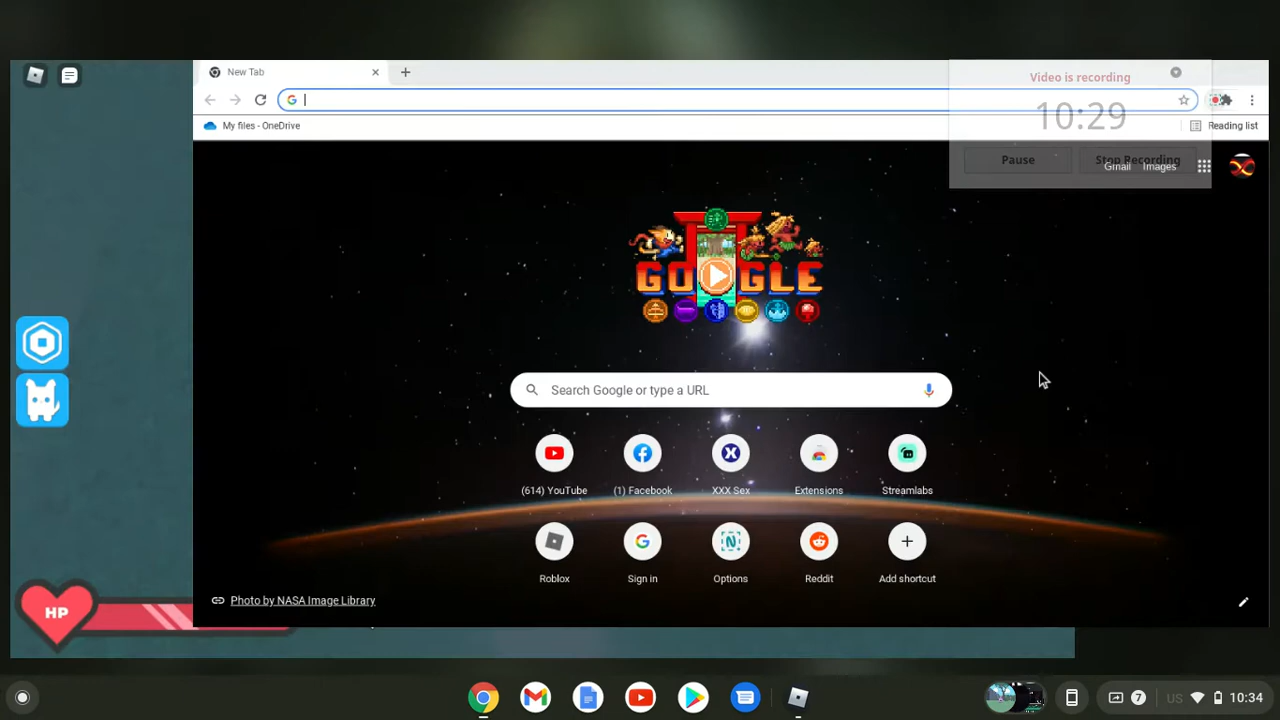 New Tab
Video is recording
10:29
Pause
Stop Recording
My files - OneDrive
Reading list
Gmail
Images
GOOGLE
Search Google or type a URL
(614) YouTube
(1) Facebook
XXX Sex
Extensions
Streamlabs
Roblox
Sign in
Options
Reddit
Add shortcut
Photo by NASA Image Library
HP
7
US
10:34